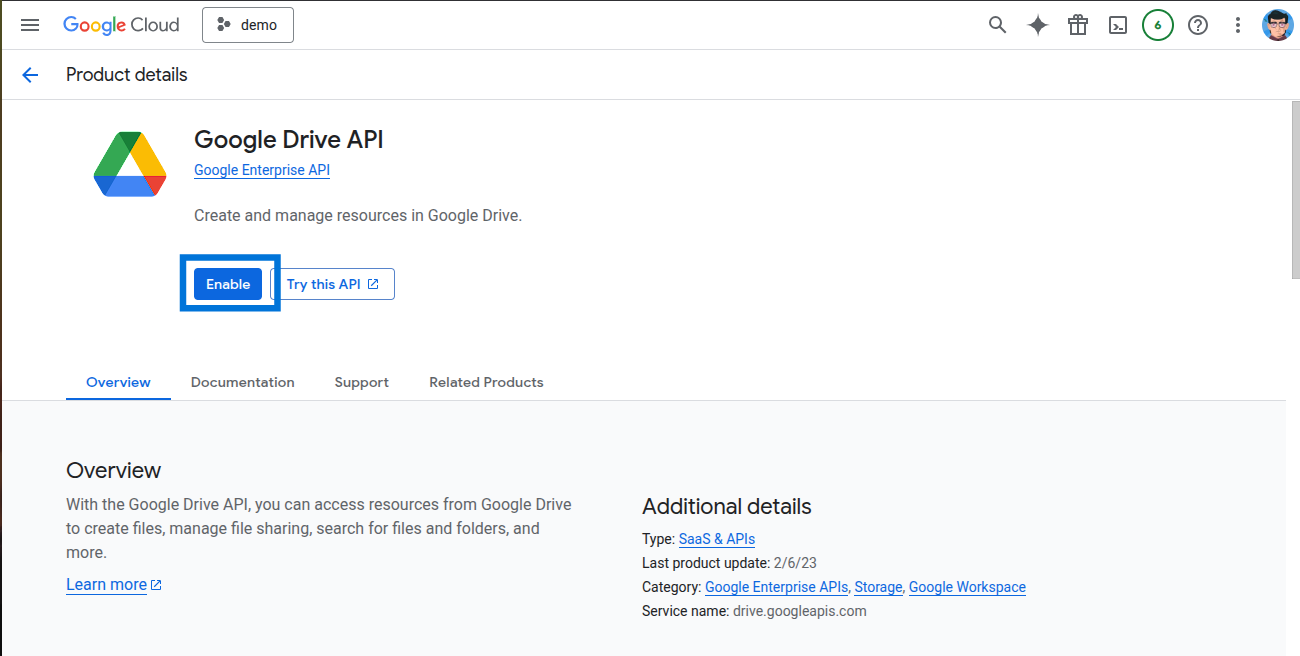 Google Cloud
demo
6
Product details
Google Drive API
Google Enterprise API
Create and manage resources in Google Drive.
Enable
Try this API
Overview
Documentation
Support
Related Products
Overview
With the Google Drive API, you can access resources from Google Drive
to create files, manage file sharing, search for files and folders, and
more.
Learn more
Additional details
Type: SaaS & APIs
Last product update: 2/6/23
Category: Google Enterprise APIs, Storage, Google Workspace
Service name: drive.googleapis.com